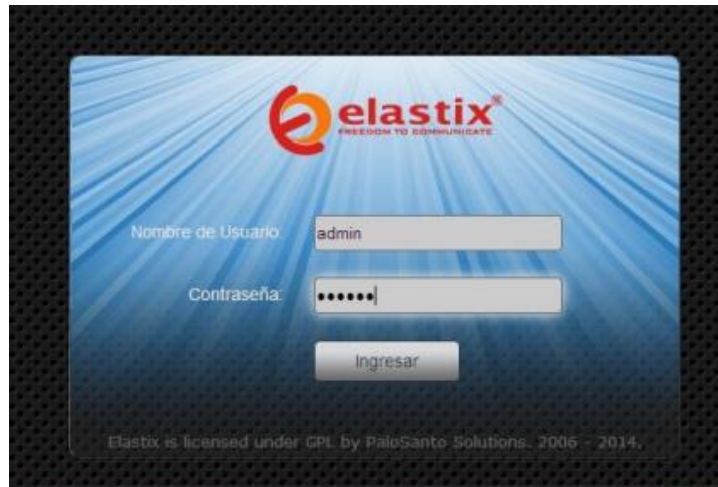 elastix®
FREEDOM TO COMMUNICATE
Nombre de Usuario:
admin
Contraseña:
••••••
Ingresar
Elastix is licensed under GPL by PaloSanto Solutions. 2006 - 2014.